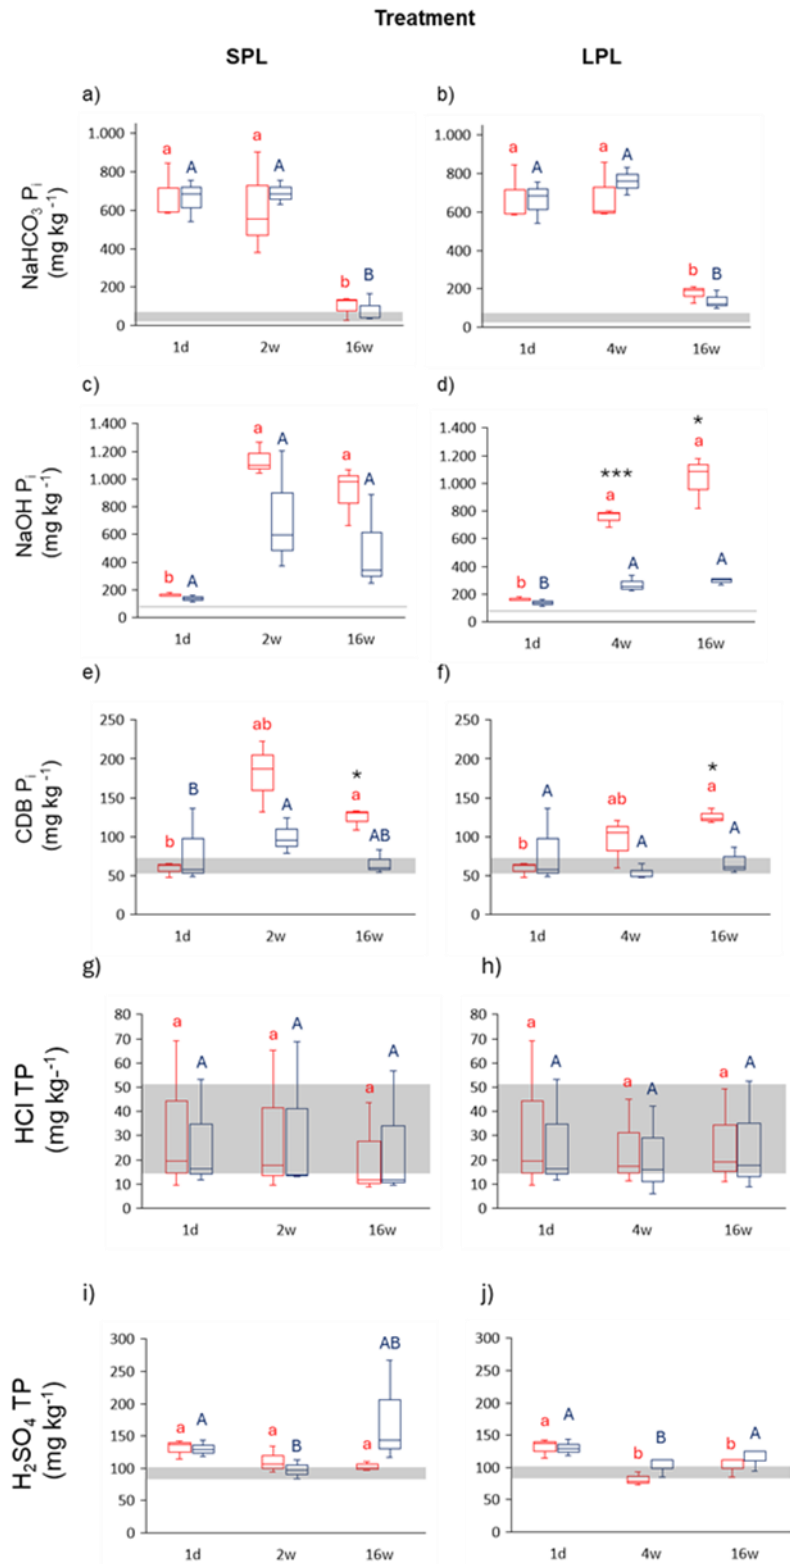 Treatment
SPL LPL
a) b)
NaHCO₃ Pᵢ
(mg kg⁻¹)
1.000
800
600
400
200
0
a A a A b B
1d 2w 16w
1.000
800
600
400
200
0
a A a A b B
1d 4w 16w
c) d)
NaOH Pᵢ
(mg kg⁻¹)
1.400
1.200
1.000
800
600
400
200
0
b A a A a A
1d 2w 16w
1.400
1.200
1.000
800
600
400
200
0
b B *** a A * a A
1d 4w 16w
e) f)
CDB Pᵢ
(mg kg⁻¹)
250
200
150
100
50
0
b B ab A * a AB
1d 2w 16w
250
200
150
100
50
0
b A ab A * a A
1d 4w 16w
g) h)
HCl TP
(mg kg-⁻¹)
80
70
60
50
40
30
20
10
0
a A a A a A
1d 2w 16w
80
70
60
50
40
30
20
10
0
a A a A a A
1d 4w 16w
i) j)
H₂SO₄ TP
(mg kg⁻¹)
300
250
200
150
100
50
0
a A a B a AB
1d 2w 16w
300
250
200
150
100
50
0
a A b B b A
1d 4w 16w